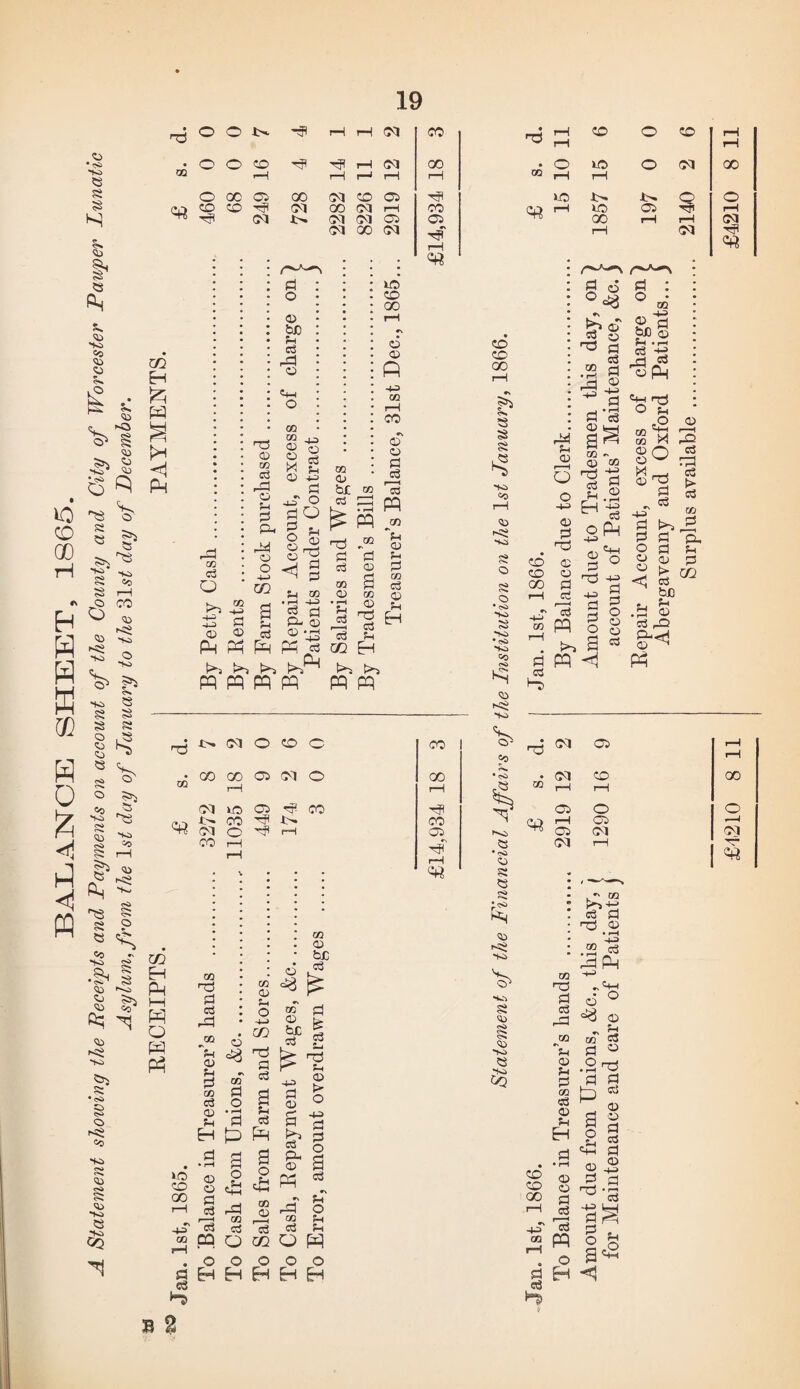 19
BALANCE SHEET, 1865.
A Statement showing the Receipts and Payments on account of the County and City of Worcester Pauper Lunatic
Asylum, from the 1st day of January to the 31st day of December.
RECEIPTS.
Jan. 1st, 1865. £ s. d.
To Balance in Treasurer's hands ............ 3272 8 7
To Cash from Unions, &c. ............ 11035 18 2
To Sales from Farm and Stores............ 449 9 0
To Cash, Repayment Wages, &c. ............ 174 2 6
To Error, amount overdrawn Wages ...... 3 0 0
£14,934 18 3
PAYMENTS.
£ s. d.
By Petty Cash ............ 460 0 0
By Rents ............ 68 0 0
By Farm Stock purchased ............ 249 16 7
By Repair Account, excess of charge on }
Patients under Contract............ } 728 4 4
By Salaries and Wages ............ 2282 14 1
By Tradesmen's Bills ............ 8226 11 1
Treasurer's Balance, 31st Dec., 1865... 2919 12 2
£14,934 18 3
Statement of the Financial Affairs of the Institution on the 1st January, 1866.
Jan. 1st, 1866. £ s. d.
To Balance in Treasurer's hands ............ 2919 12 2
Amount due from Unions, &c., this day, }
for Maintenance and care of Patients } 1290 16 9
£4210 8 11
Jan. 1st, 1866. £ s. d.
By Balance due to Clerk............ 15 10 11
Amount due to Tradesmen this day, on }
account of Patients' Maintenance, &c. } 1857 15 6
Repair Account, excess of charge on }
Abergavenny and Oxford Patients... } 197 0 0
Surplus available ............ 2140 2 6
£4210 8 11
B 2